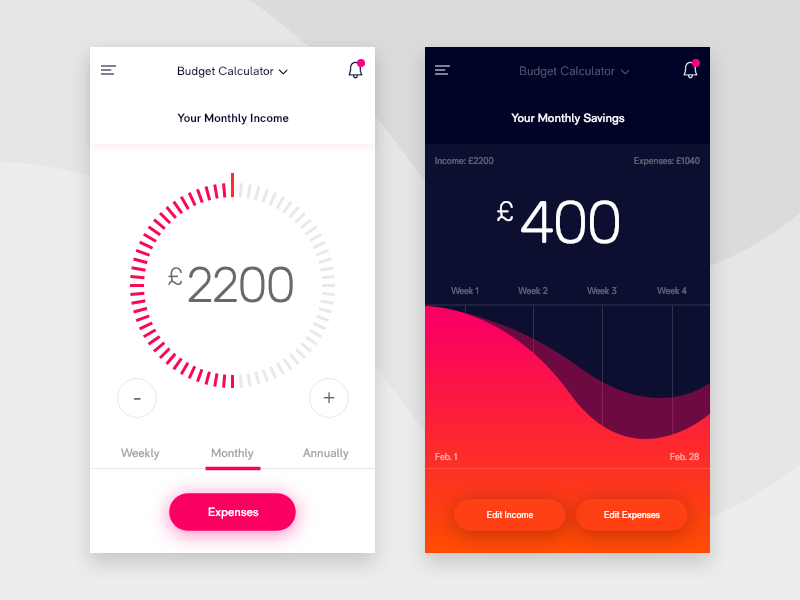 Budget Calculator
Your Monthly Income
£2200
-
+
Weekly Monthly Annually
Expenses
Budget Calculator
Your Monthly Savings
Income: £2200 Expenses: £1040
£400
Week 1 Week 2 Week 3 Week 4
Feb. 1 Feb. 28
Edit Income Edit Expenses